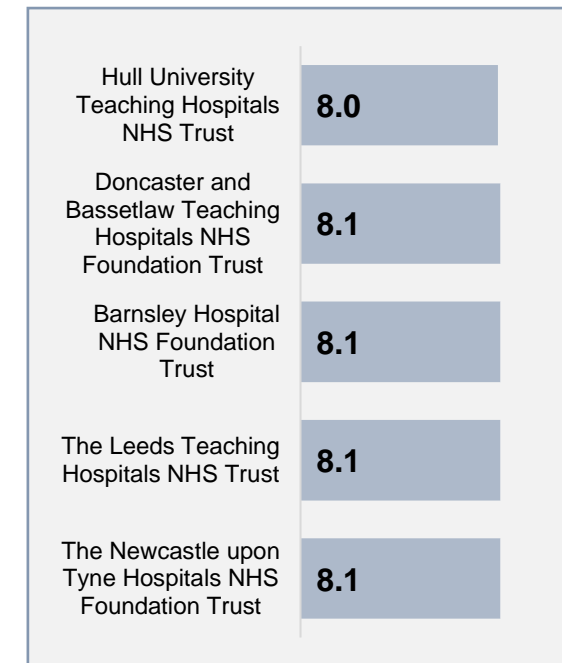 Hull University
Teaching Hospitals
NHS Trust
8.0
Doncaster and
Bassetlaw Teaching
Hospitals NHS
Foundation Trust
8.1
Barnsley Hospital
NHS Foundation
Trust
8.1
The Leeds Teaching
Hospitals NHS Trust
8.1
The Newcastle upon
Tyne Hospitals NHS
Foundation Trust
8.1